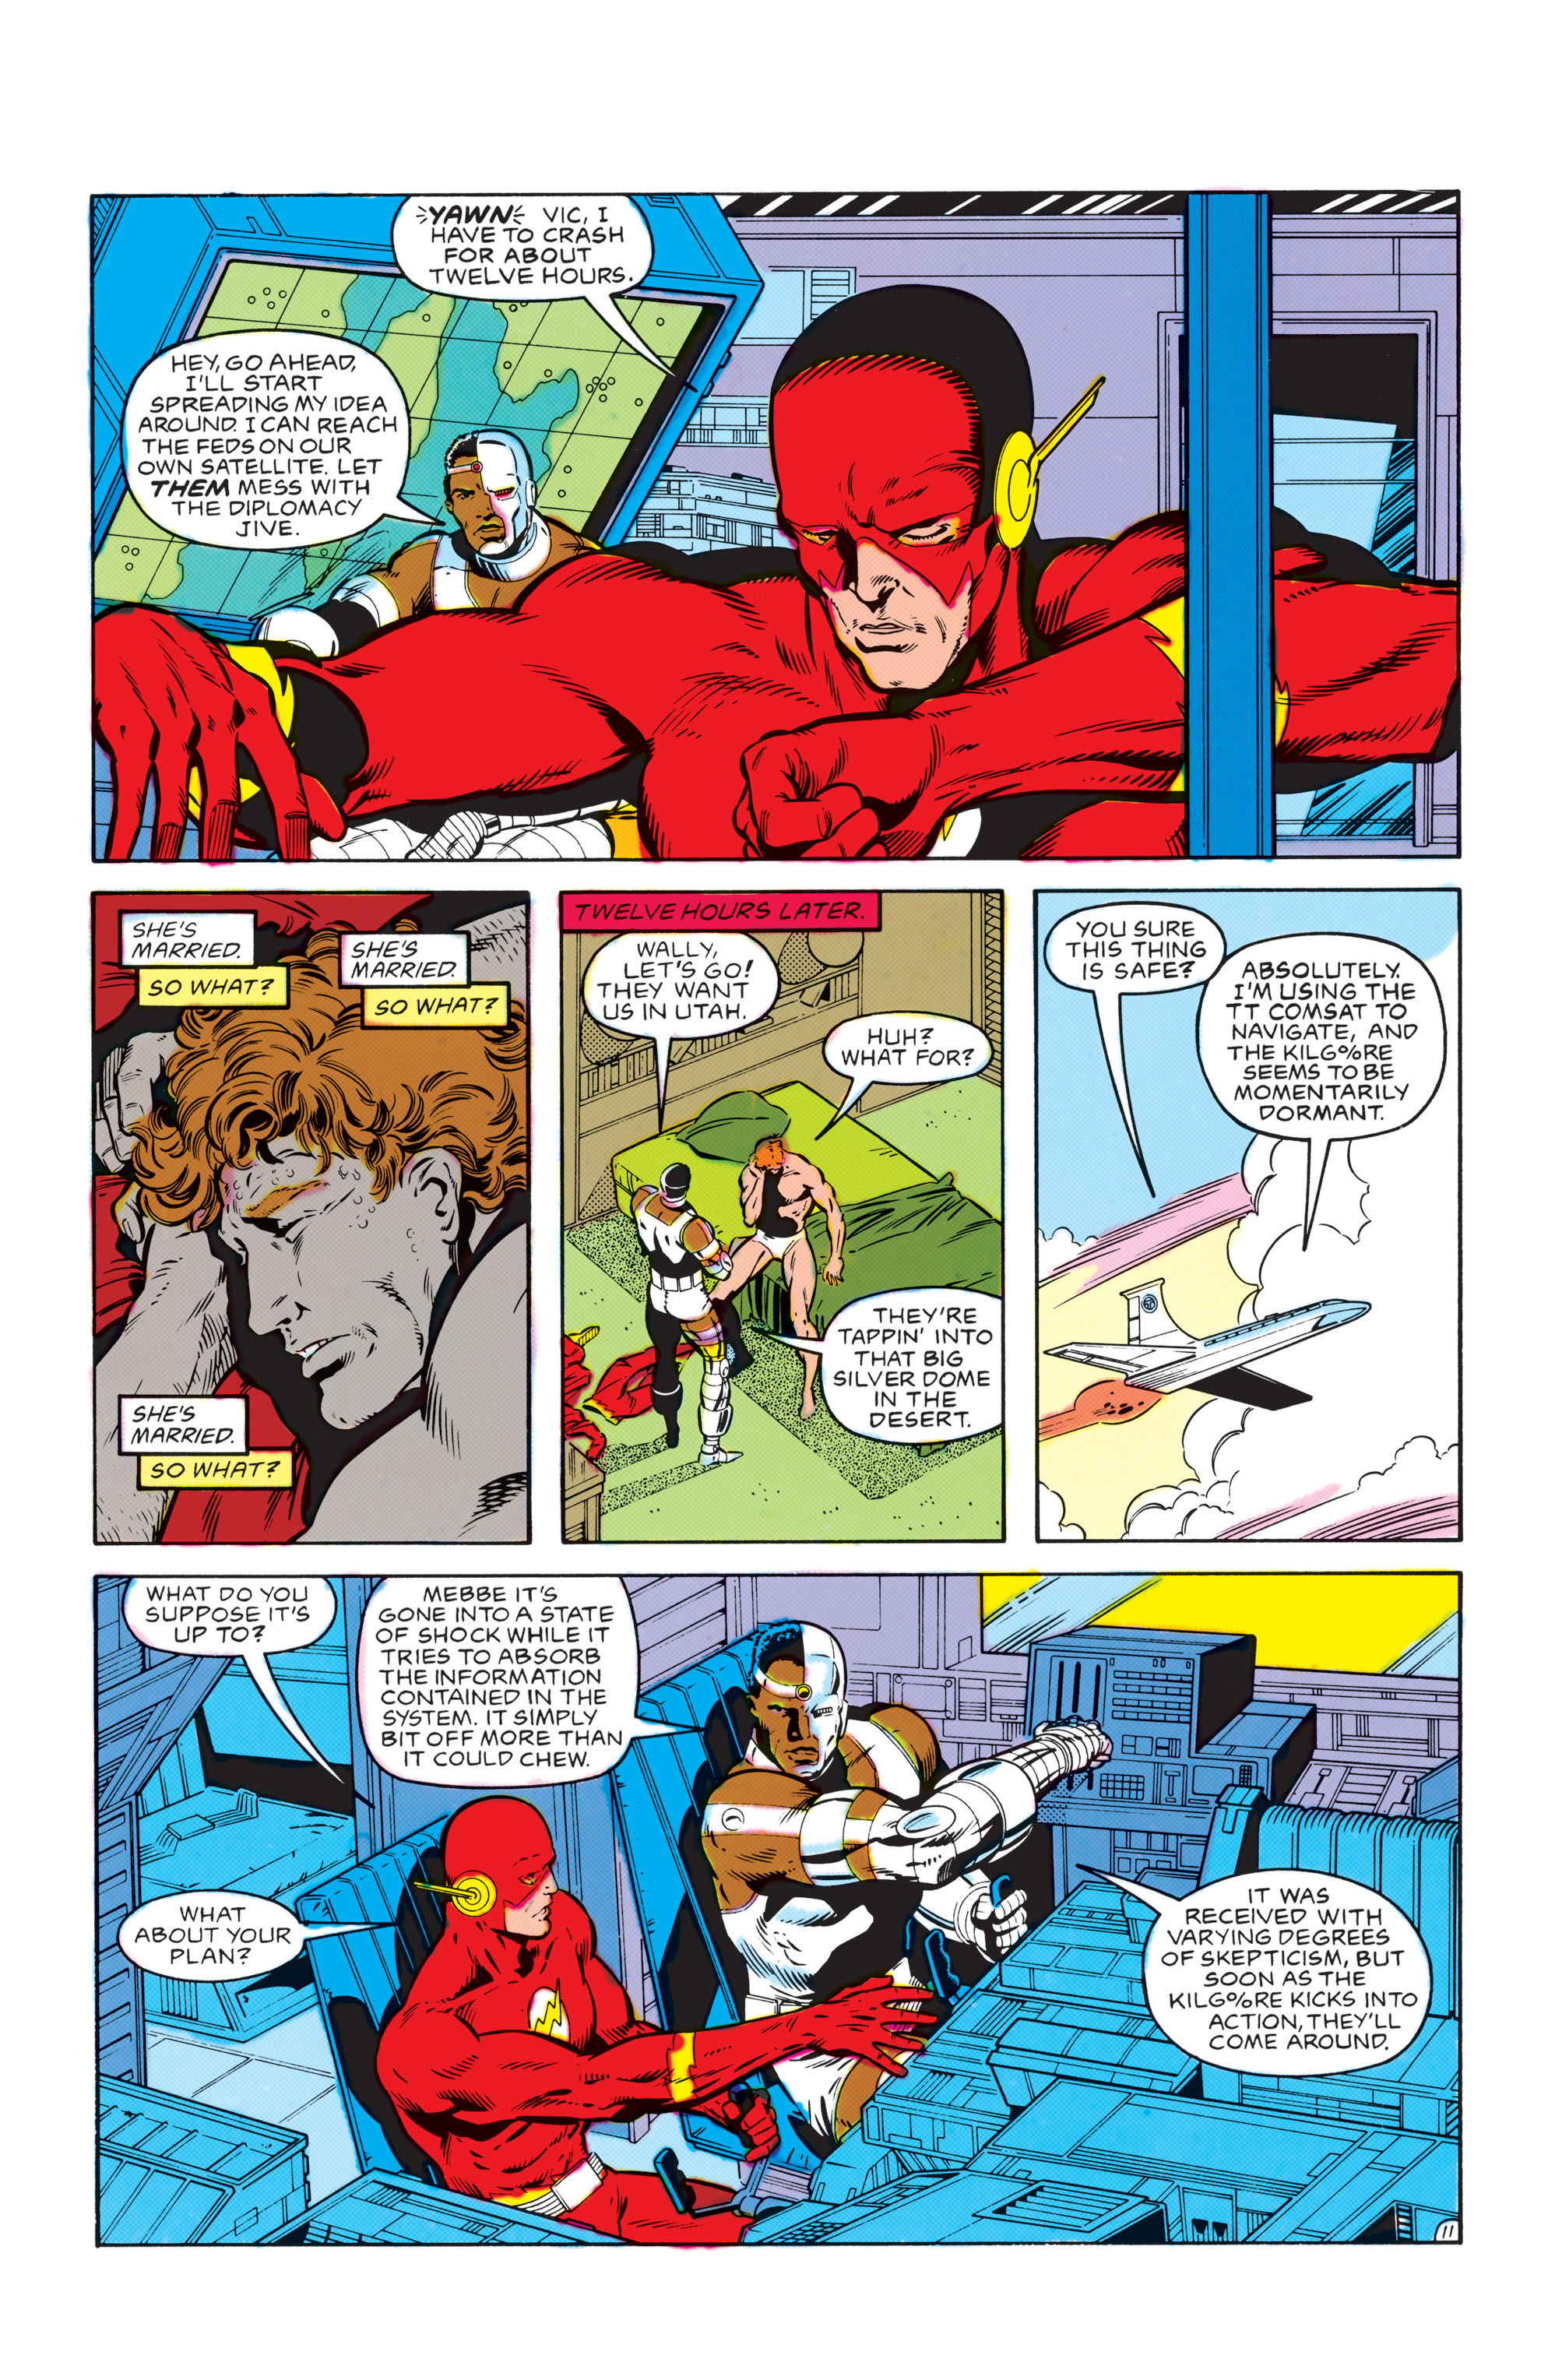 YAWN VIC, I
HAVE TO CRASH
FOR ABOUT
TWELVE HOURS.
HEY, GO AHEAD,
I'LL START
SPREADING MY IDEA
AROUND. I CAN REACH
THE FEDS ON OUR
OWN SATELLITE. LET
THEM MESS WITH
THE DIPLOMACY
JIVE.
SHE'S
MARRIED.
SO WHAT?
SHE'S
MARRIED.
SO WHAT?
SHE'S
MARRIED.
SO WHAT?
TWELVE HOURS LATER.
WALLY,
LET'S GO!
THEY WANT
US IN UTAH.
HUH?
WHAT FOR?
THEY'RE
TAPPIN' INTO
THAT BIG
SILVER DOME
IN THE
DESERT.
YOU SURE
THIS THING
IS SAFE?
ABSOLUTELY.
I'M USING THE
TT COMSAT TO
NAVIGATE, AND
THE KILG%RE
SEEMS TO BE
MOMENTARILY
DORMANT.
WHAT DO YOU
SUPPOSE IT'S
UP TO?
MEBBE IT'S
GONE INTO A STATE
OF SHOCK WHILE IT
TRIES TO ABSORB
THE INFORMATION
CONTAINED IN THE
SYSTEM. IT SIMPLY
BIT OFF MORE THAN
IT COULD CHEW.
WHAT
ABOUT YOUR
PLAN?
IT WAS
RECEIVED WITH
VARYING DEGREES
OF SKEPTICISM, BUT
SOON AS THE
KILG%RE KICKS INTO
ACTION, THEY'LL
COME AROUND.
11